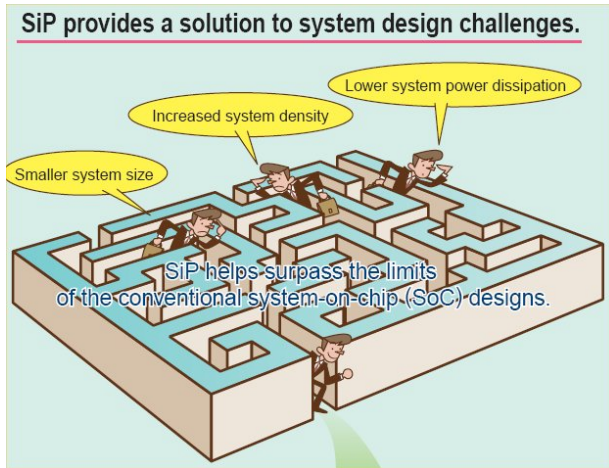 SiP provides a solution to system design challenges.
Lower system power dissipation
Increased system density
Smaller system size
SiP helps surpass the limits
of the conventional system-on-chip (SoC) designs.